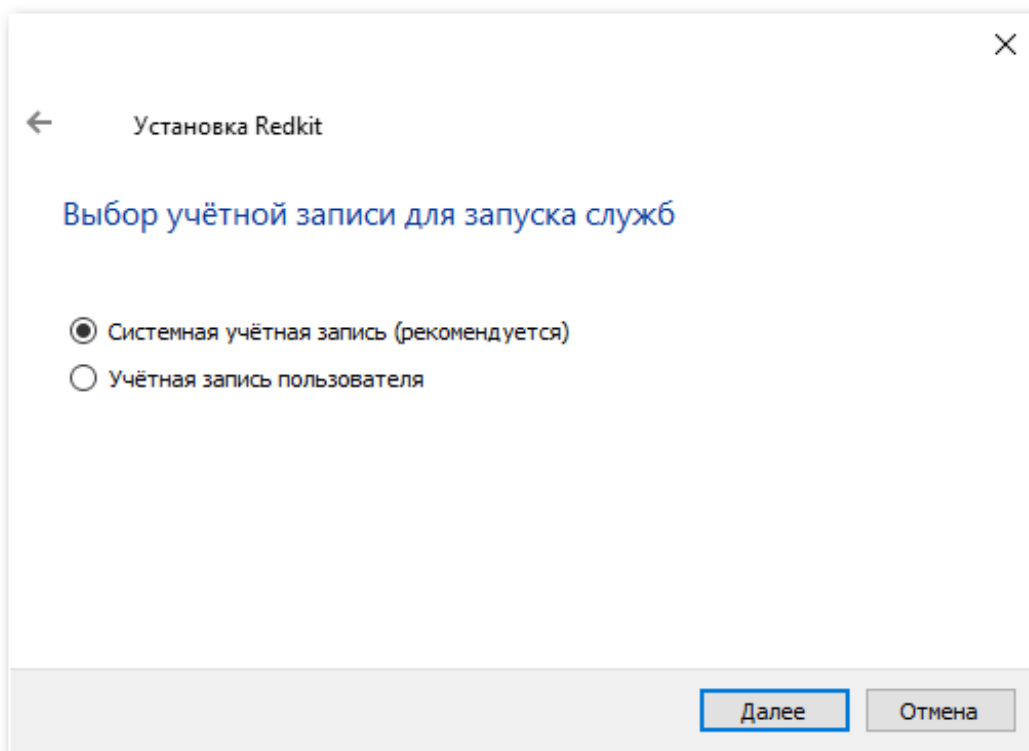 Установка Redkit
Выбор учётной записи для запуска служб
Системная учётная запись (рекомендуется)
Учётная запись пользователя
Далее
Отмена